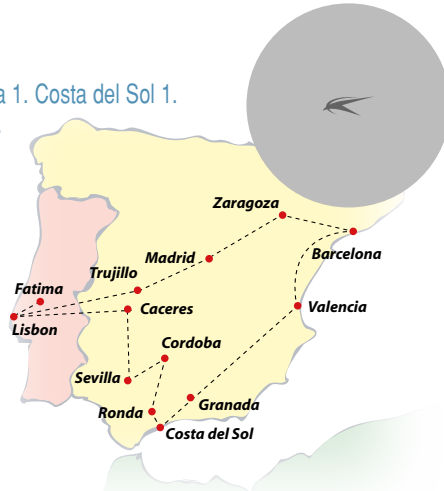 a 1. Costa del Sol 1.
Zaragoza
Barcelona
Madrid
Trujillo
Fatima
Caceres
Valencia
Lisbon
Cordoba
Sevilla
Granada
Ronda
Costa del Sol